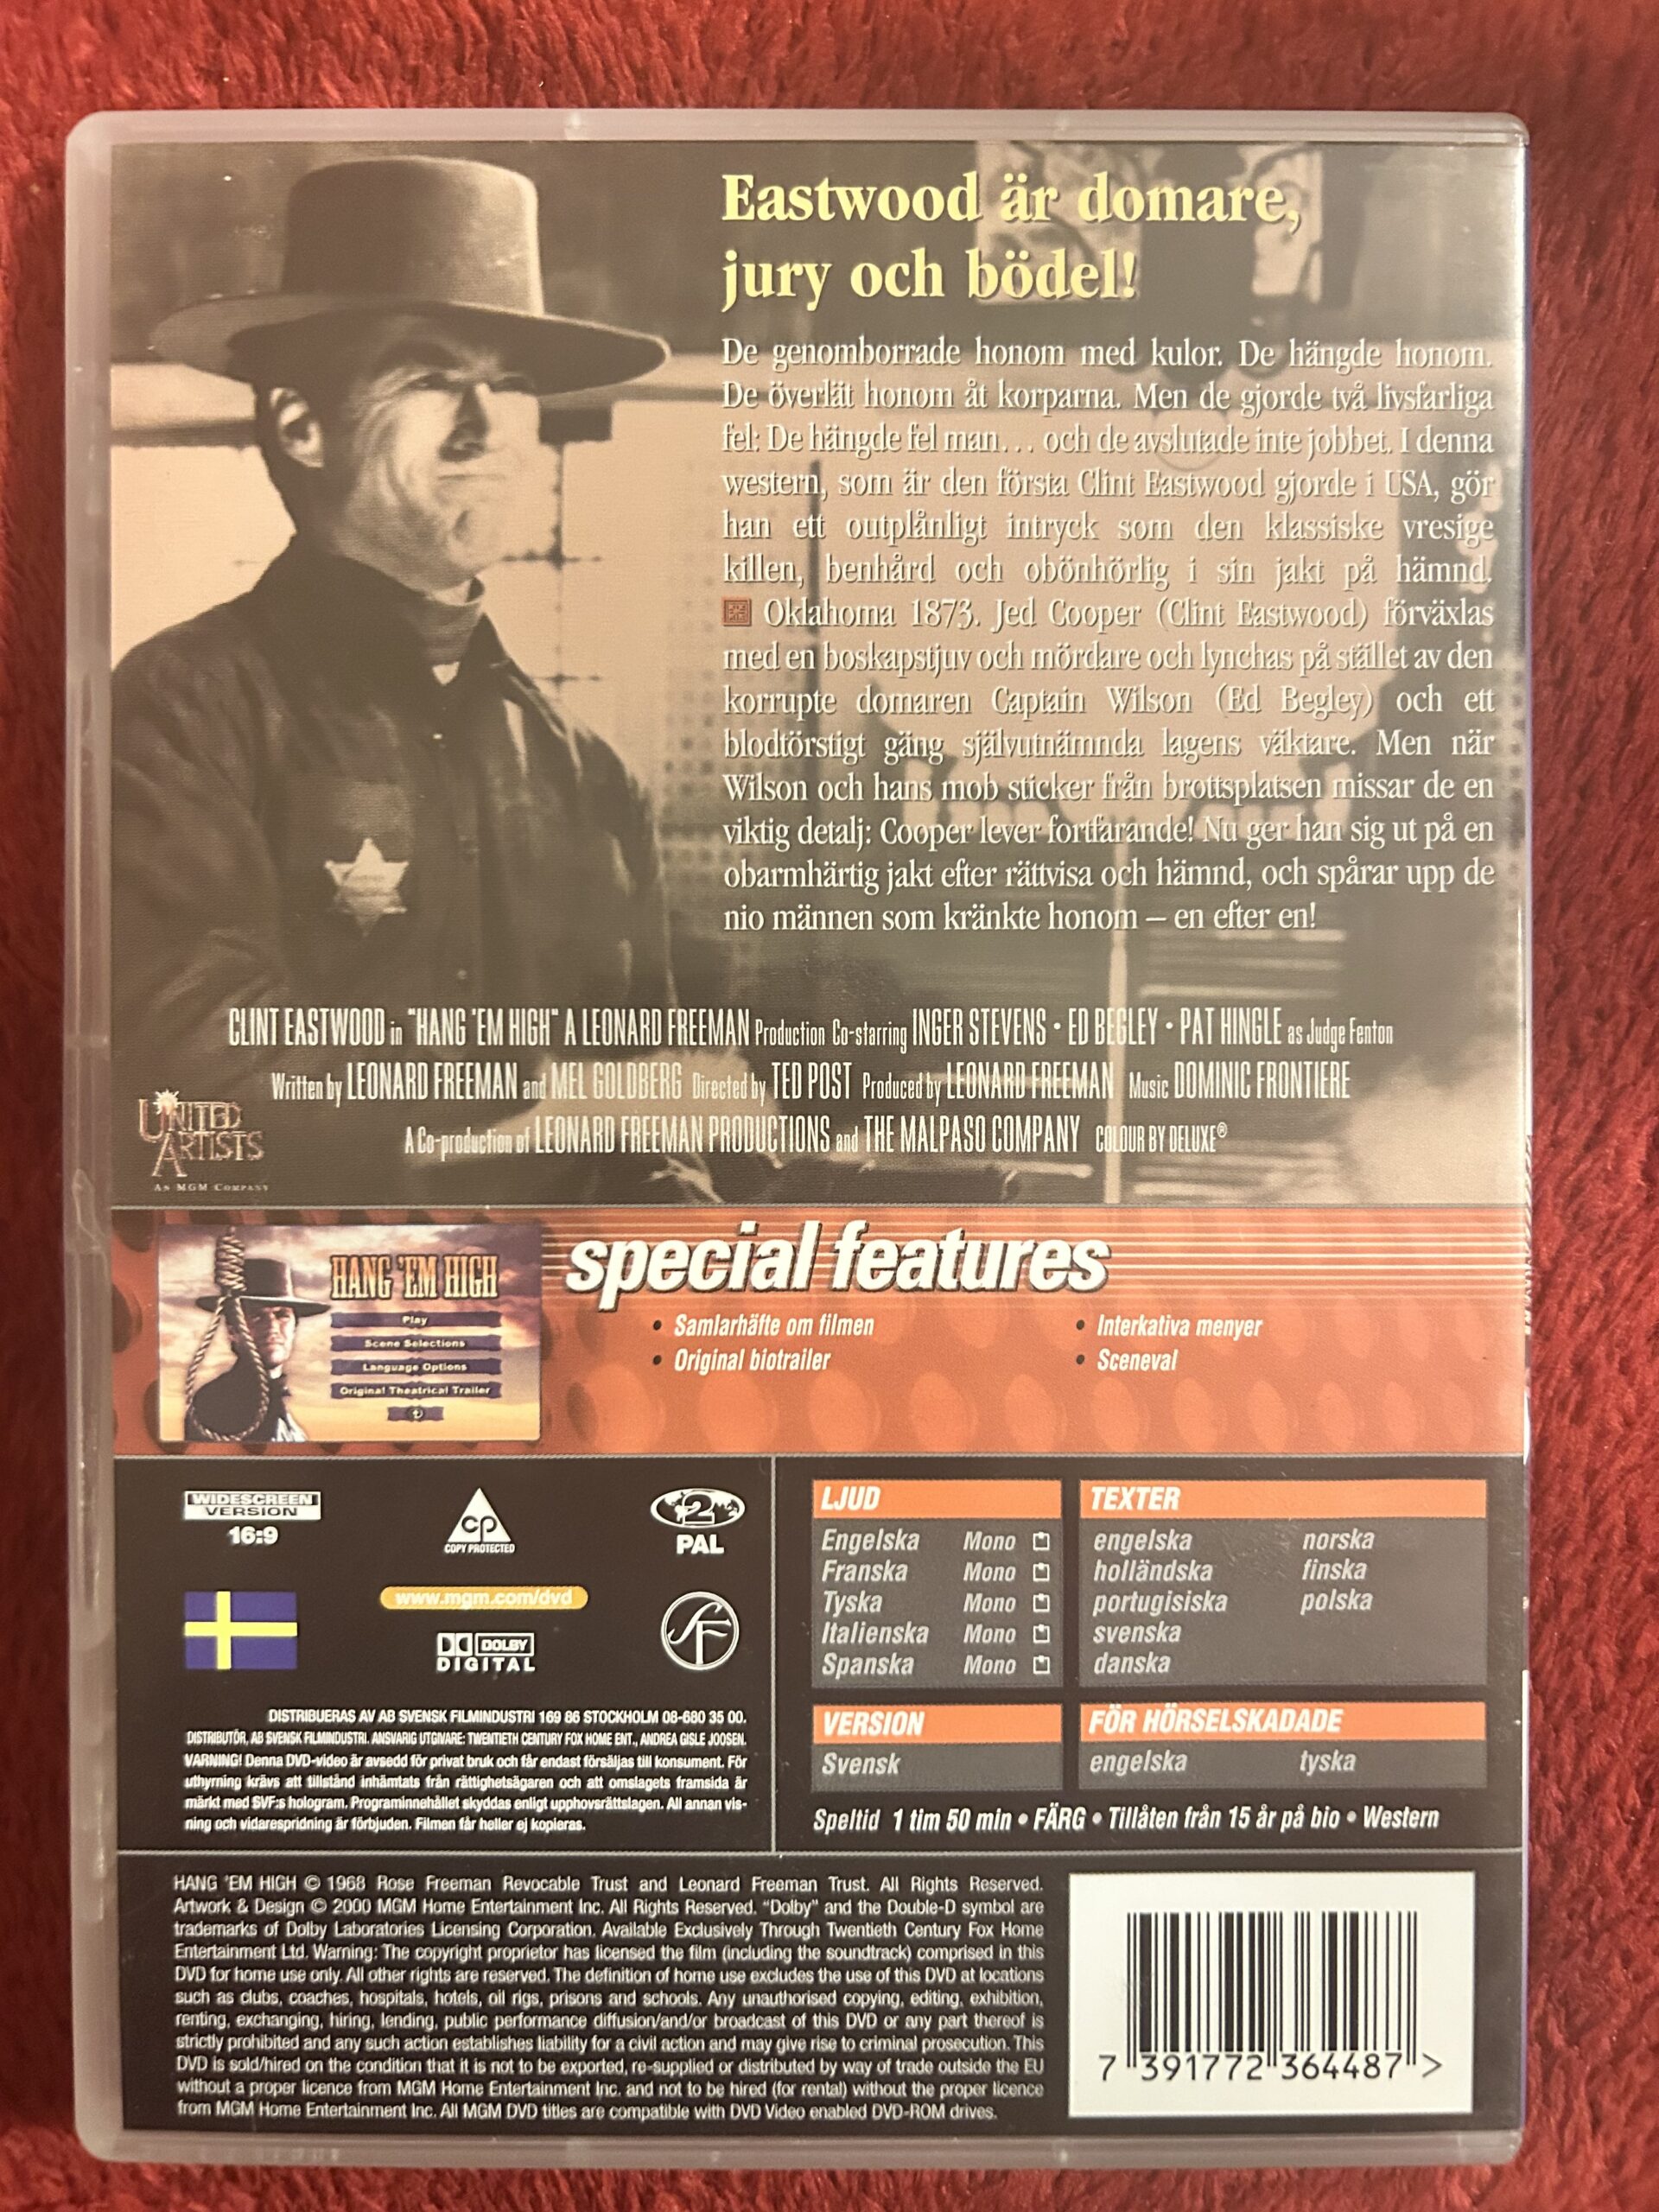 Eastwood är domare,
jury och bödel!
De genomborrade honom med kulor. De hängde honom.
De överlät honom åt korparna. Men de gjorde två livsfarliga
fel: De hängde fel man… och de avslutade inte jobbet. I denna
western, som är den första Clint Eastwood gjorde i USA, gör
han ett outplånligt intryck som den klassiske vresige
killen, benhård och obönhörlig i sin jakt på hämnd.
Oklahoma 1873. Jed Cooper (Clint Eastwood) förväxlas
med en boskapstjuv och mördare och lynchas på stället av den
korrupte domaren Captain Wilson (Ed Begley) och ett
blodtörstigt gäng självutnämnda lagens väktare. Men när
Wilson och hans mob sticker från brottsplatsen missar de en
viktig detalj: Cooper lever fortfarande! Nu ger han sig ut på en
obarmhärtig jakt efter rättvisa och hämnd, och spårar upp de
nio männen som kränkte honom – en efter en!
CLINT EASTWOOD in "HANG 'EM HIGH" A LEONARD FREEMAN Production Co-starring INGER STEVENS • ED BEGLEY • PAT HINGLE as Judge Fenton
Written by LEONARD FREEMAN and MEL GOLDBERG Directed by TED POST Produced by LEONARD FREEMAN Music DOMINIC FRONTIERE
A Co-production of LEONARD FREEMAN PRODUCTIONS and THE MALPASO COMPANY COLOUR BY DELUXE®
UNITED
ARTISTS
AN MGM COMPANY
HANG 'EM HIGH
Play
Scene Selections
Language Options
Original Theatrical Trailer
special features
• Samlarhäfte om filmen
• Original biotrailer
• Interkativa menyer
• Sceneval
WIDESCREEN
VERSION
16:9
cp
COPY PROTECTED
2
PAL
www.mgm.com/dvd
DOLBY
DIGITAL
SF
DISTRIBUERAS AV AB SVENSK FILMINDUSTRI 169 86 STOCKHOLM 08-680 35 00.
DISTRIBUTÖR, AB SVENSK FILMINDUSTRI. ANSVARIG UTGIVARE: TWENTIETH CENTURY FOX HOME ENT., ANDREA GISLE JOOSEN.
VARNING! Denna DVD-video är avsedd för privat bruk och får endast försäljas till konsument. För
uthyrning krävs att tillstånd inhämtats från rättighetsägaren och att omslagets framsida är
märkt med SVF:s hologram. Programinnehållet skyddas enligt upphovsrättslagen. All annan vis-
ning och vidarespridning är förbjuden. Filmen får heller ej kopieras.
LJUD
Engelska Mono
Franska Mono
Tyska Mono
Italienska Mono
Spanska Mono
TEXTER
engelska norska
holländska finska
portugisiska polska
svenska
danska
VERSION
Svensk
FÖR HÖRSELSKADADE
engelska tyska
Speltid 1 tim 50 min • FÄRG • Tillåten från 15 år på bio • Western
HANG 'EM HIGH © 1968 Rose Freeman Revocable Trust and Leonard Freeman Trust. All Rights Reserved.
Artwork & Design © 2000 MGM Home Entertainment Inc. All Rights Reserved. "Dolby" and the Double-D symbol are
trademarks of Dolby Laboratories Licensing Corporation. Available Exclusively Through Twentieth Century Fox Home
Entertainment Ltd. Warning: The copyright proprietor has licensed the film (including the soundtrack) comprised in this
DVD for home use only. All other rights are reserved. The definition of home use excludes the use of this DVD at locations
such as clubs, coaches, hospitals, hotels, oil rigs, prisons and schools. Any unauthorised copying, editing, exhibition,
renting, exchanging, hiring, lending, public performance diffusion/and/or broadcast of this DVD or any part thereof is
strictly prohibited and any such action establishes liability for a civil action and may give rise to criminal prosecution. This
DVD is sold/hired on the condition that it is not to be exported, re-supplied or distributed by way of trade outside the EU
without a proper licence from MGM Home Entertainment Inc. and not to be hired (for rental) without the proper licence
from MGM Home Entertainment Inc. All MGM DVD titles are compatible with DVD Video enabled DVD-ROM drives.
7 391772 364487 >